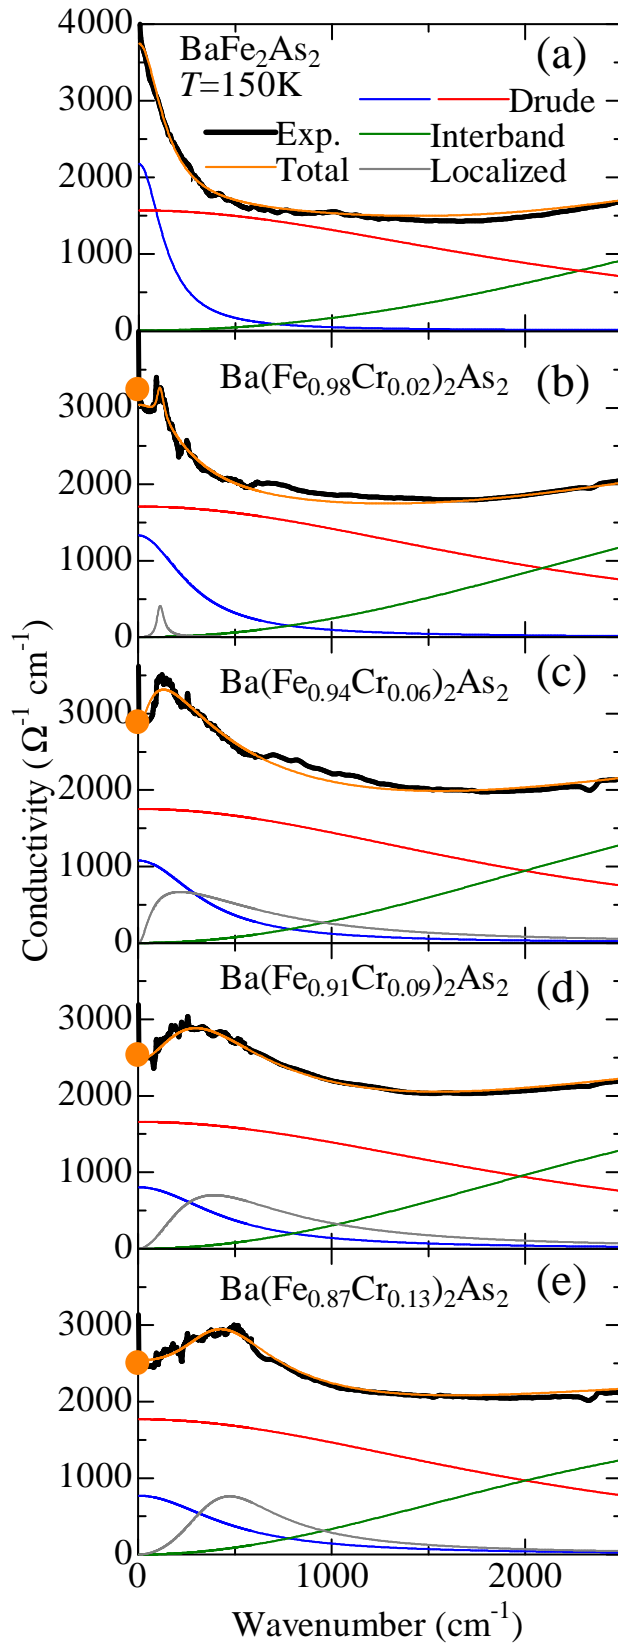 4000
BaFe₂As₂
(a)
T=150K
3000
Drude
Exp.
Interband
2000
Total
Localized
1000
0
Ba(Fe₀.₉₈Cr₀.₀₂)₂As₂
(b)
3000
2000
1000
0
Ba(Fe₀.₉₄Cr₀.₀₆)₂As₂
(c)
3000
2000
1000
0
Ba(Fe₀.₉₁Cr₀.₀₉)₂As₂
(d)
3000
2000
1000
0
Ba(Fe₀.₈₇Cr₀.₁₃)₂As₂
(e)
3000
2000
1000
0
Conductivity (Ω⁻¹ cm⁻¹)
0 1000 2000
Wavenumber (cm⁻¹)